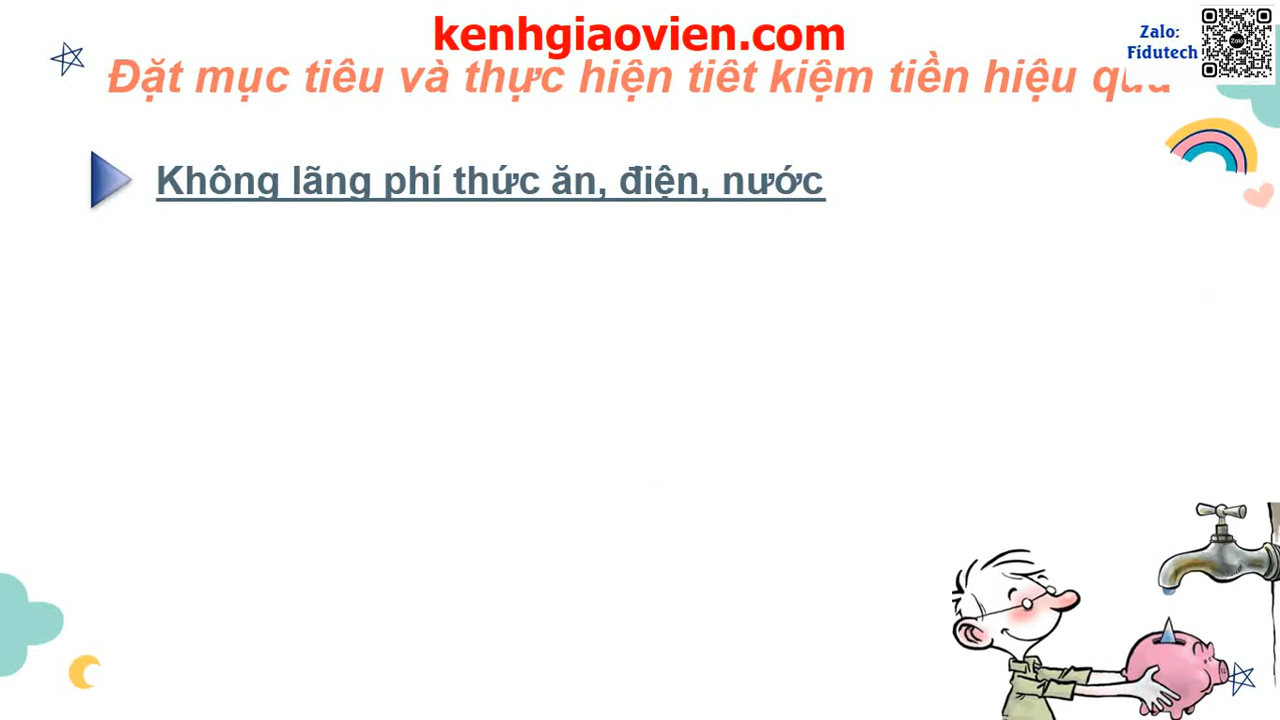 kenhgiaovien.com
Zalo:
Fidutech
Zalo
Đặt mục tiêu và thực hiện tiêt kiệm tiền hiệu quả
Không lãng phí thức ăn, điện, nước